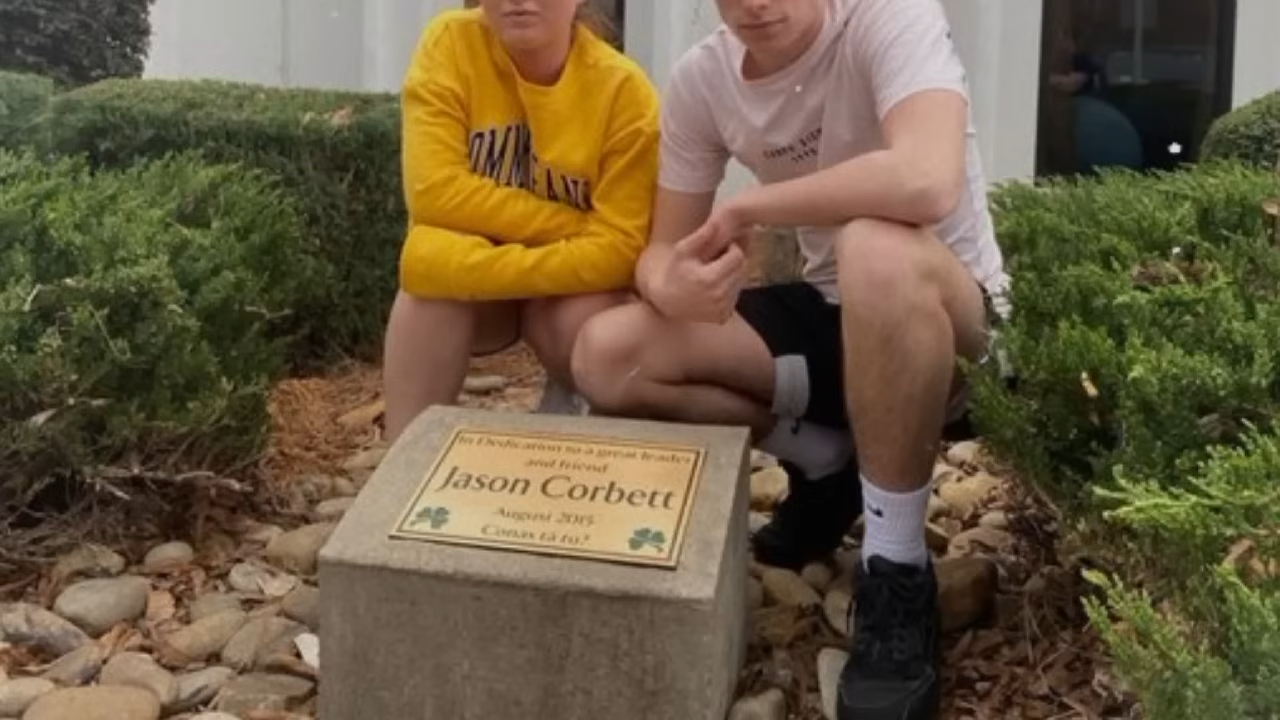 In Dedication to a great leader
and friend
Jason Corbett
August 2015
Conas tá tú?